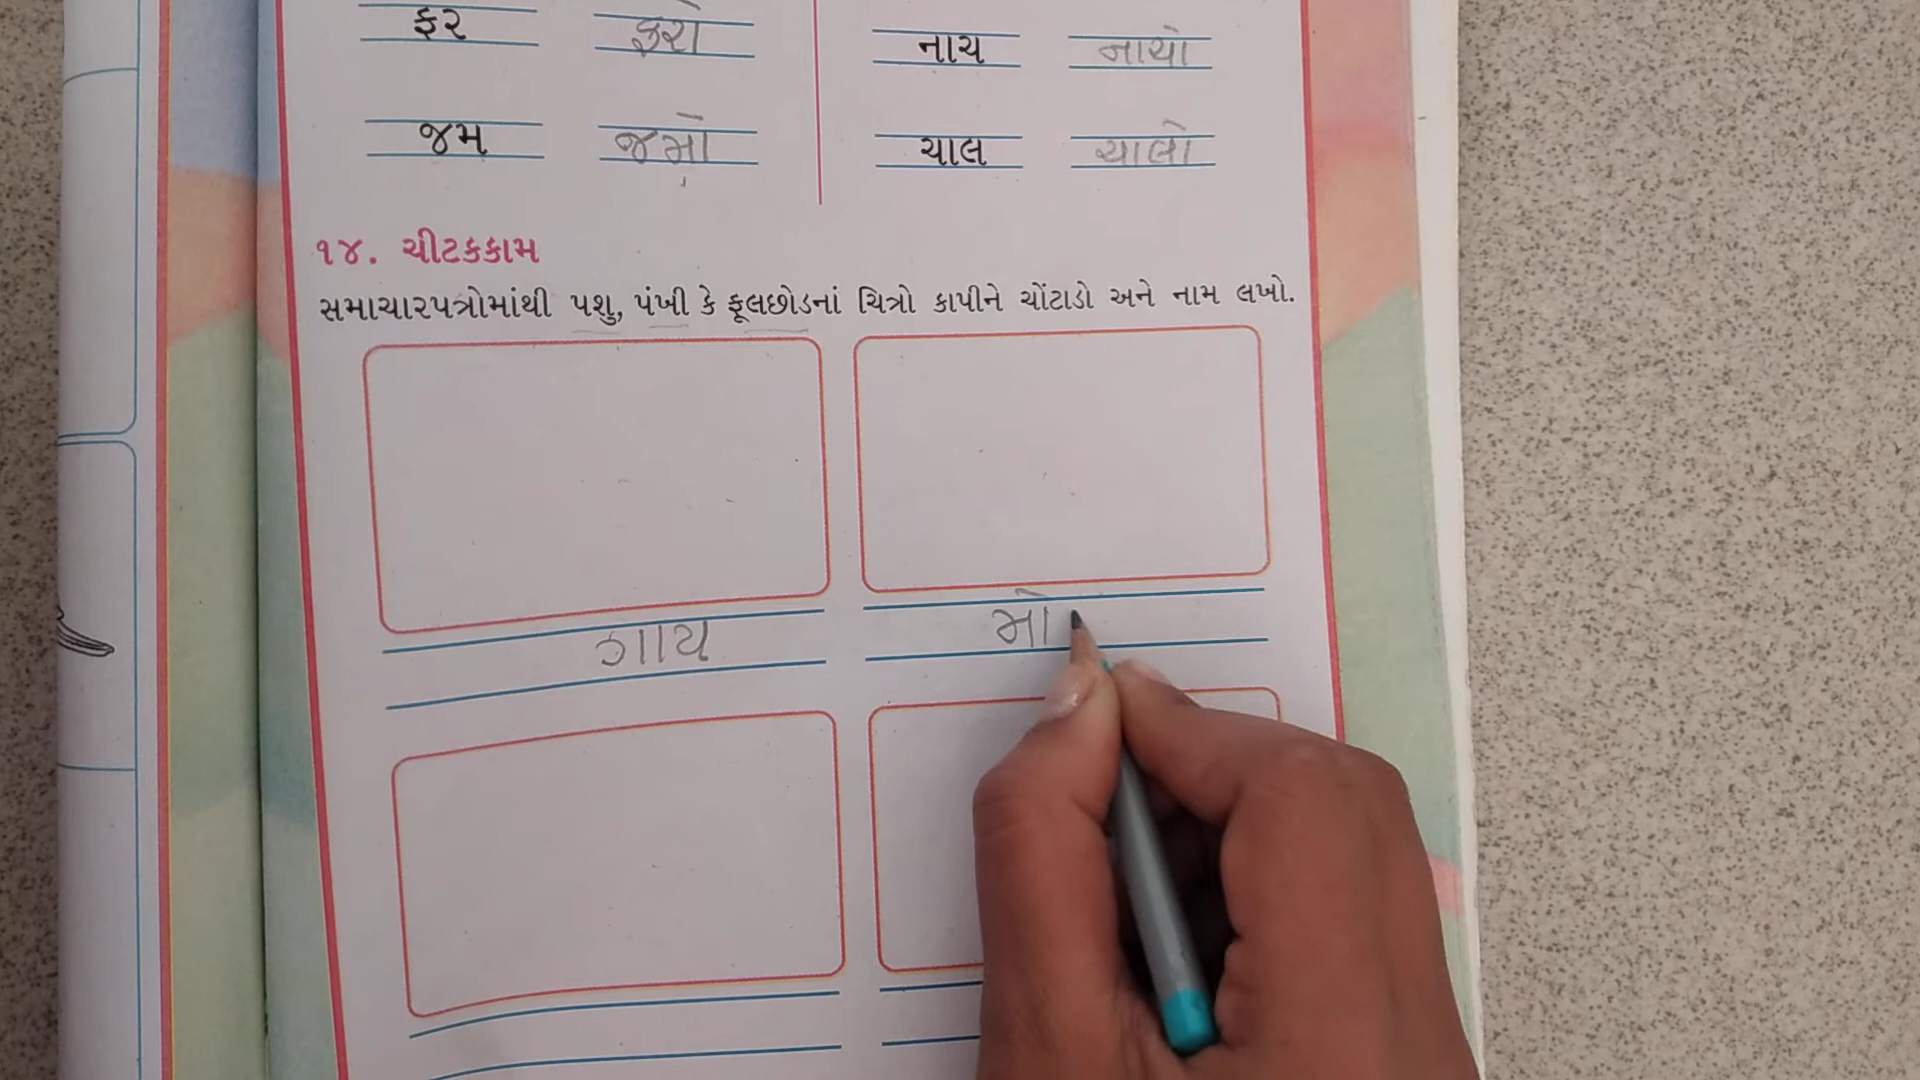 ફર ફરો
નાચ નાચો
જમ જમો
ચાલ ચાલો
૧૪. ચીટકકામ
સમાચારપત્રોમાંથી પશુ, પંખી કે ફૂલછોડનાં ચિત્રો કાપીને ચોંટાડો અને નામ લખો.
ગાય મો